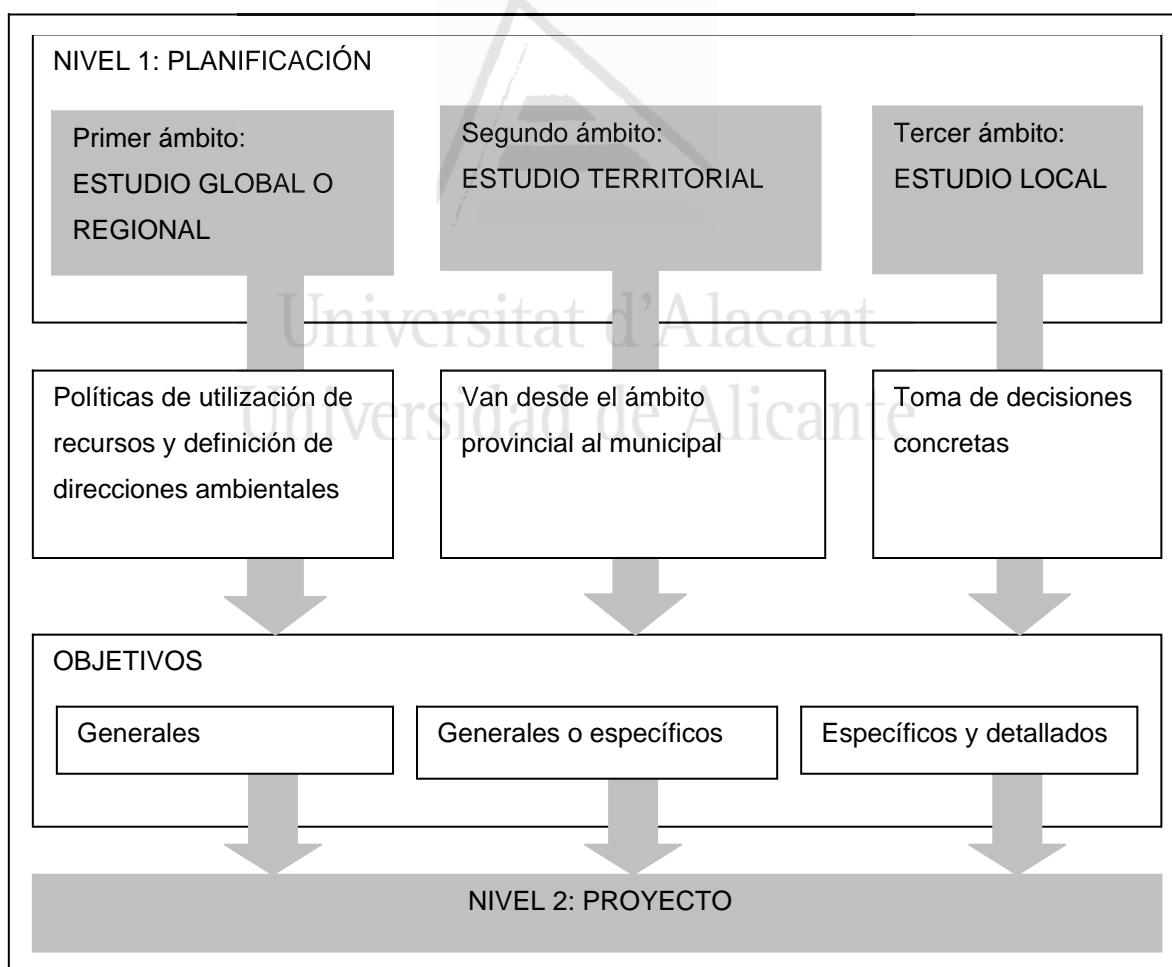 NIVEL 1: PLANIFICACIÓN
Primer ámbito:
ESTUDIO GLOBAL O
REGIONAL
Segundo ámbito:
ESTUDIO TERRITORIAL
Tercer ámbito:
ESTUDIO LOCAL
Universitat d'Alacant
Universidad de Alicante
Políticas de utilización de
recursos y definición de
direcciones ambientales
Van desde el ámbito
provincial al municipal
Toma de decisiones
concretas
OBJETIVOS
Generales
Generales o específicos
Específicos y detallados
NIVEL 2: PROYECTO